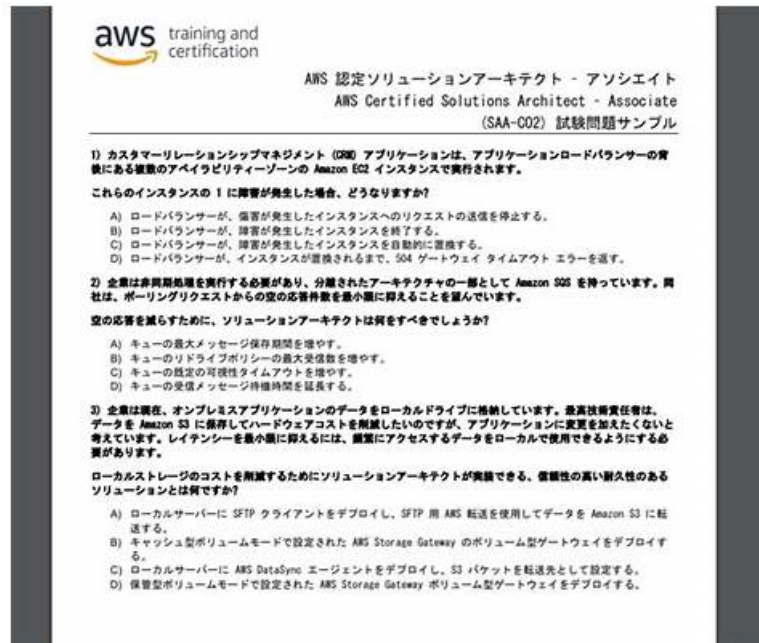 aws training and
certification
AWS 認定ソリューションアーキテクト - アソシエイト
AWS Certified Solutions Architect - Associate
(SAA-C02) 試験問題サンプル
1) カスタマーリレーションシップマネジメント (CRM) アプリケーションは、アプリケーションロードバランサーの背
後にある複数のアベイラビリティーゾーンの Amazon EC2 インスタンスで実行されます。
これらのインスタンスの 1 に障害が発生した場合、どうなりますか?
A) ロードバランサーが、傷害が発生したインスタンスへのリクエストの送信を停止する。
B) ロードバランサーが、障害が発生したインスタンスを終了する。
C) ロードバランサーが、障害が発生したインスタンスを自動的に置換する。
D) ロードバランサーが、インスタンスが置換されるまで、504 ゲートウェイ タイムアウト エラーを返す。
2) 企業は非同期処理を実行する必要があり、分離されたアーキテクチャの一部として Amazon SQS を持っています。同
社は、ポーリングリクエストからの空の応答件数を最小限に抑えることを望んでいます。
空の応答を減らすために、ソリューションアーキテクトは何をすべきでしょうか?
A) キューの最大メッセージ保存期間を増やす。
B) キューのリドライブポリシーの最大受信数を増やす。
C) キューの既定の可視性タイムアウトを増やす。
D) キューの受信メッセージ待機時間を延長する。
3) 企業は現在、オンプレミスアプリケーションのデータをローカルドライブに格納しています。最高技術責任者は、
データを Amazon S3 に保存してハードウェアコストを削減したいのですが、アプリケーションに変更を加えたくないと
考えています。レイテンシーを最小限に抑えるには、頻繁にアクセスするデータをローカルで使用できるようにする必
要があります。
ローカルストレージのコストを削減するためにソリューションアーキテクトが実装できる、信頼性の高い耐久性のある
ソリューションとは何ですか?
A) ローカルサーバーに SFTP クライアントをデプロイし、SFTP 用 AWS 転送を使用してデータを Amazon S3 に転
送する。
B) キャッシュ型ボリュームモードで設定された AWS Storage Gateway のボリューム型ゲートウェイをデプロイす
る。
C) ローカルサーバーに AWS DataSync エージェントをデプロイし、S3 バケットを転送先として設定する。
D) 保管型ボリュームモードで設定された AWS Storage Gateway ボリューム型ゲートウェイをデプロイする。